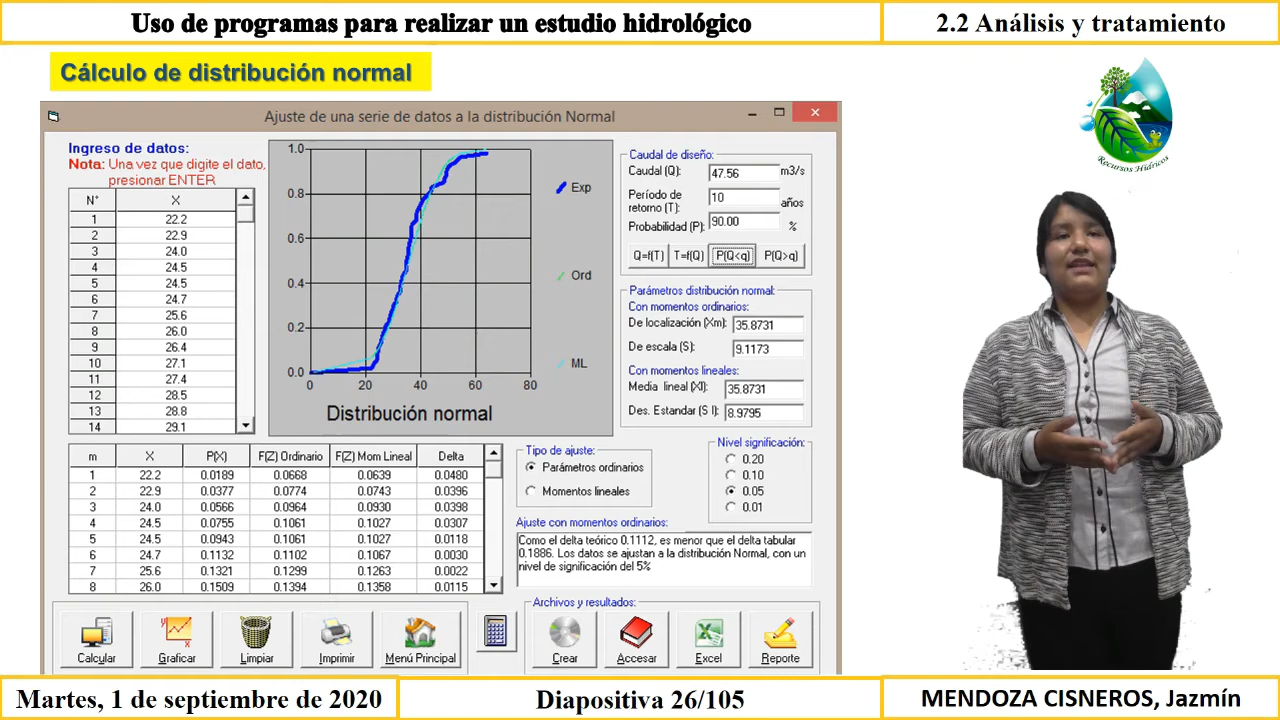 Uso de programas para realizar un estudio hidrológico
2.2 Análisis y tratamiento
Cálculo de distribución normal
Recursos Hídricos
Ajuste de una serie de datos a la distribución Normal
Ingreso de datos:
Nota: Una vez que digite el dato,
presionar ENTER
N° X
1 22.2
2 22.9
3 24.0
4 24.5
5 24.5
6 24.7
7 25.6
8 26.0
9 26.4
10 27.1
11 27.4
12 28.5
13 28.8
14 29.1
1.0
0.8
0.6
0.4
0.2
0.0
0 20 40 60 80
Distribución normal
Exp
Ord
ML
Caudal de diseño:
Caudal (Q): 47.56 m3/s
Período de
retorno (T): 10 años
Probabilidad (P): 90.00 %
Q=f(T) T=f(Q) P(Q<q) P(Q>q)
Parámetros distribución normal:
Con momentos ordinarios:
De localización (Xm): 35.8731
De escala (S): 9.1173
Con momentos lineales:
Media lineal (Xl) 35.8731
Des. Estandar (S l): 8.9795
m X P(X) F(Z) Ordinario F(Z) Mom Lineal Delta
1 22.2 0.0189 0.0668 0.0639 0.0480
2 22.9 0.0377 0.0774 0.0743 0.0396
3 24.0 0.0566 0.0964 0.0930 0.0398
4 24.5 0.0755 0.1061 0.1027 0.0307
5 24.5 0.0943 0.1061 0.1027 0.0118
6 24.7 0.1132 0.1102 0.1067 0.0030
7 25.6 0.1321 0.1299 0.1263 0.0022
8 26.0 0.1509 0.1394 0.1358 0.0115
Tipo de ajuste:
Parámetros ordinarios
Momentos lineales
Nivel significación:
0.20
0.10
0.05
0.01
Ajuste con momentos ordinarios:
Como el delta teórico 0.1112, es menor que el delta tabular
0.1886. Los datos se ajustan a la distribución Normal, con un
nivel de significación del 5%
Calcular
Graficar
Limpiar
Imprimir
Menú Principal
Archivos y resultados:
Crear
Accesar
Excel
Reporte
Martes, 1 de septiembre de 2020
Diapositiva 26/105
MENDOZA CISNEROS, Jazmín